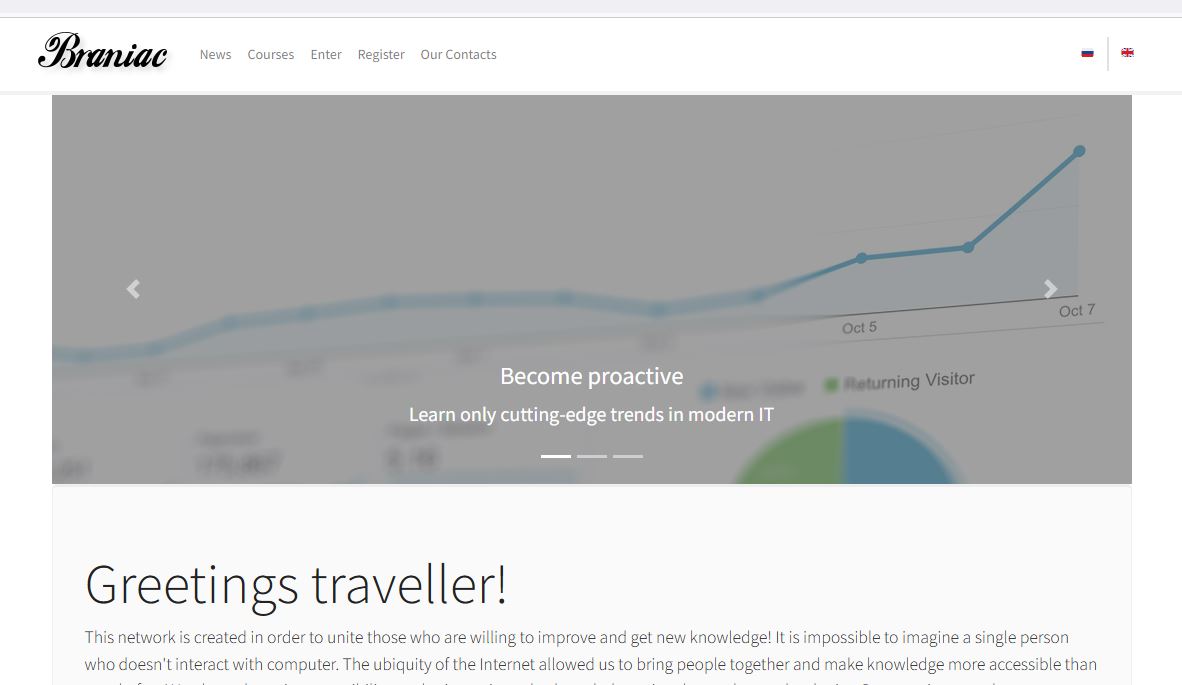 Braniac
News Courses Enter Register Our Contacts
Oct 5
Oct 7
Returning Visitor
Become proactive
Learn only cutting-edge trends in modern IT
Greetings traveller!
This network is created in order to unite those who are willing to improve and get new knowledge! It is impossible to imagine a single person
who doesn't interact with computer. The ubiquity of the Internet allowed us to bring people together and make knowledge more accessible than